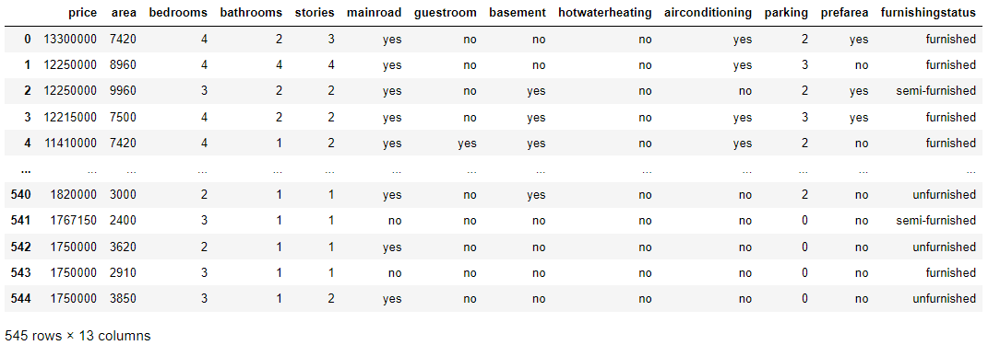 price area bedrooms bathrooms stories mainroad guestroom basement hotwaterheating airconditioning parking prefarea furnishingstatus
0 13300000 7420 4 2 3 yes no no no yes 2 yes furnished
1 12250000 8960 4 4 4 yes no no no yes 3 no furnished
2 12250000 9960 3 2 2 yes no yes no no 2 yes semi-furnished
3 12215000 7500 4 2 2 yes no yes no yes 3 yes furnished
4 11410000 7420 4 1 2 yes yes yes no yes 2 no furnished
... ... ... ... ... ... ... ... ... ... ... ... ... ...
540 1820000 3000 2 1 1 yes no yes no no 2 no unfurnished
541 1767150 2400 3 1 1 no no no no no 0 no semi-furnished
542 1750000 3620 2 1 1 yes no no no no 0 no unfurnished
543 1750000 2910 3 1 1 no no no no no 0 no furnished
544 1750000 3850 3 1 2 yes no no no no 0 no unfurnished
545 rows × 13 columns